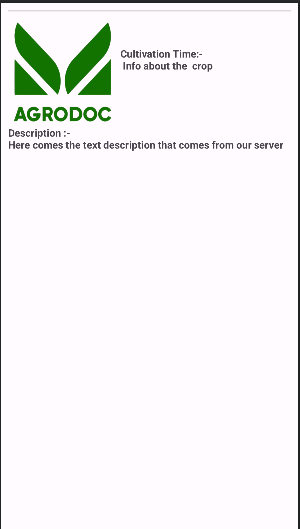 Cultivation Time:-
Info about the  crop
AGRODOC
Description :-
Here comes the text description that comes from our server